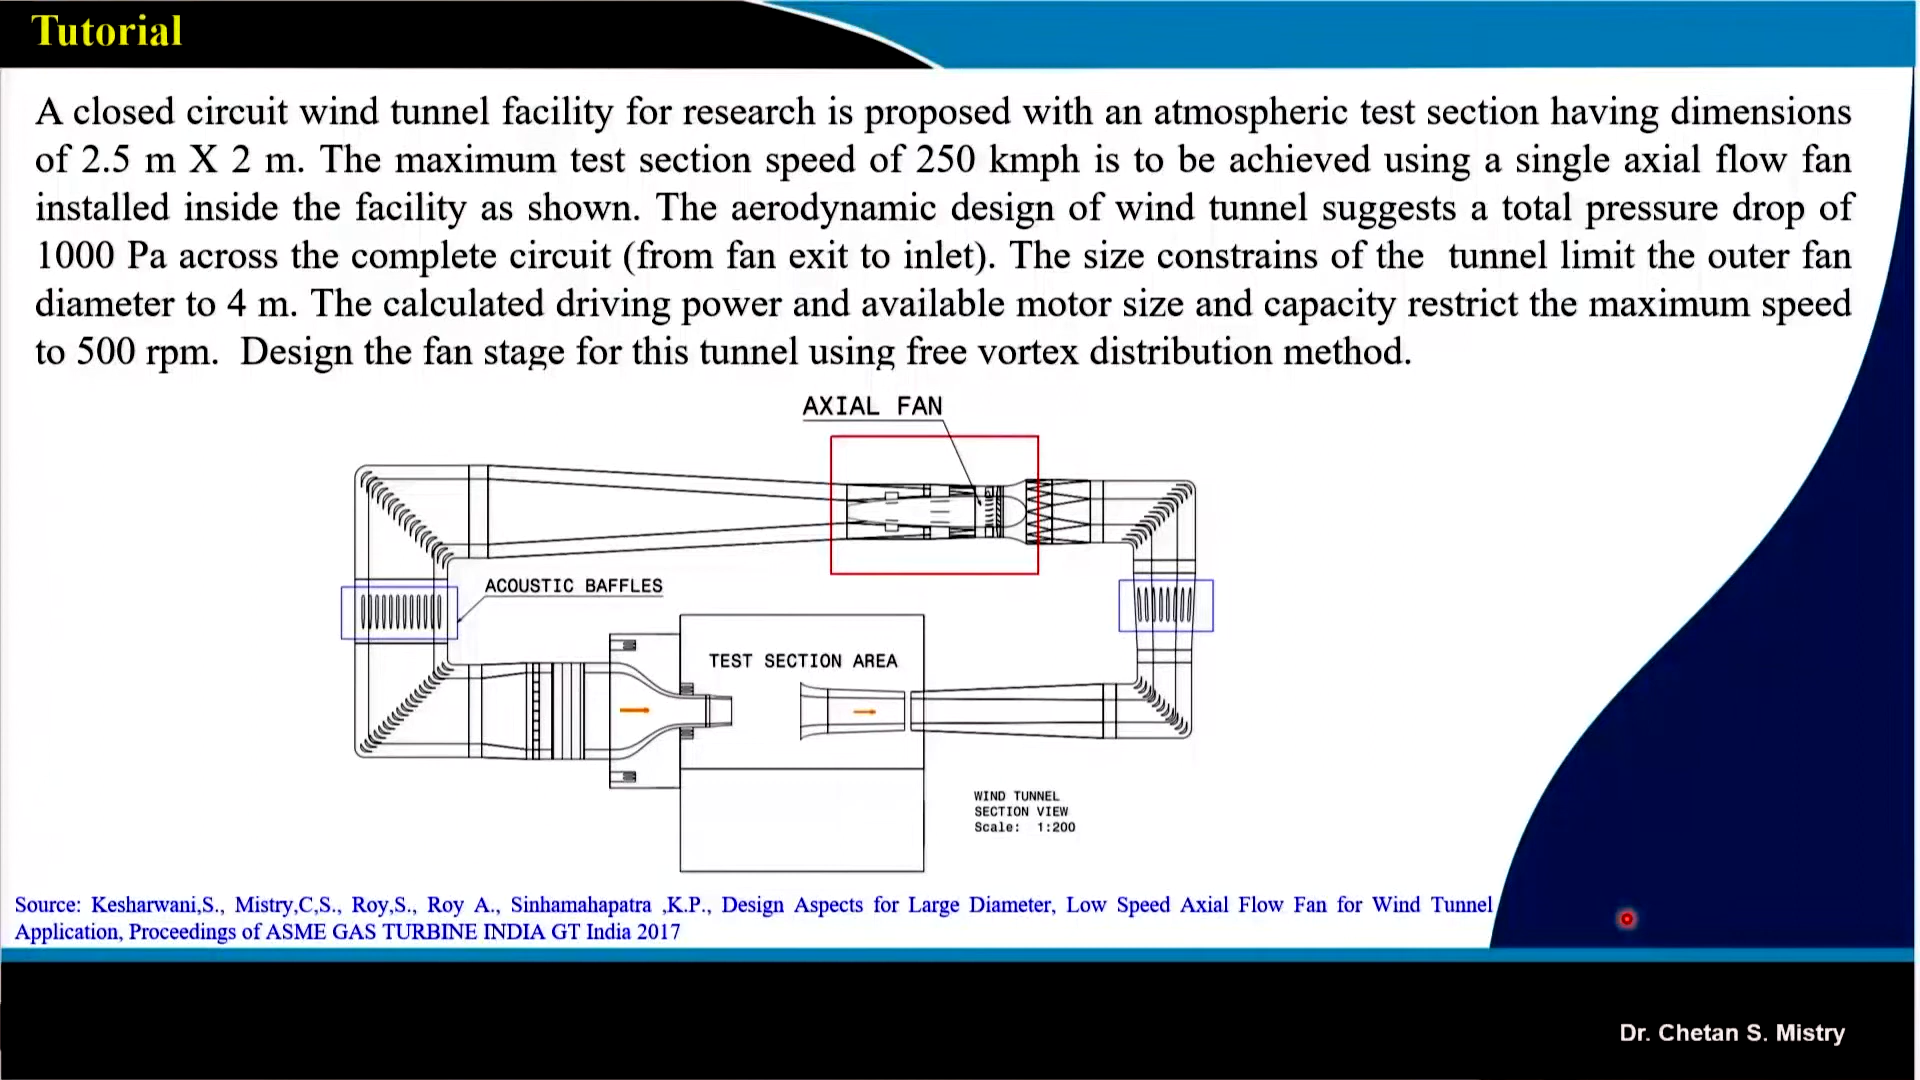 Tutorial
A closed circuit wind tunnel facility for research is proposed with an atmospheric test section having dimensions
of 2.5 m X 2 m. The maximum test section speed of 250 kmph is to be achieved using a single axial flow fan
installed inside the facility as shown. The aerodynamic design of wind tunnel suggests a total pressure drop of
1000 Pa across the complete circuit (from fan exit to inlet). The size constrains of the tunnel limit the outer fan
diameter to 4 m. The calculated driving power and available motor size and capacity restrict the maximum speed
to 500 rpm. Design the fan stage for this tunnel using free vortex distribution method.
AXIAL FAN
ACOUSTIC BAFFLES
TEST SECTION AREA
WIND TUNNEL
SECTION VIEW
Scale: 1:200
Source: Kesharwani,S., Mistry,C,S., Roy,S., Roy A., Sinhamahapatra ,K.P., Design Aspects for Large Diameter, Low Speed Axial Flow Fan for Wind Tunnel
Application, Proceedings of ASME GAS TURBINE INDIA GT India 2017
Dr. Chetan S. Mistry